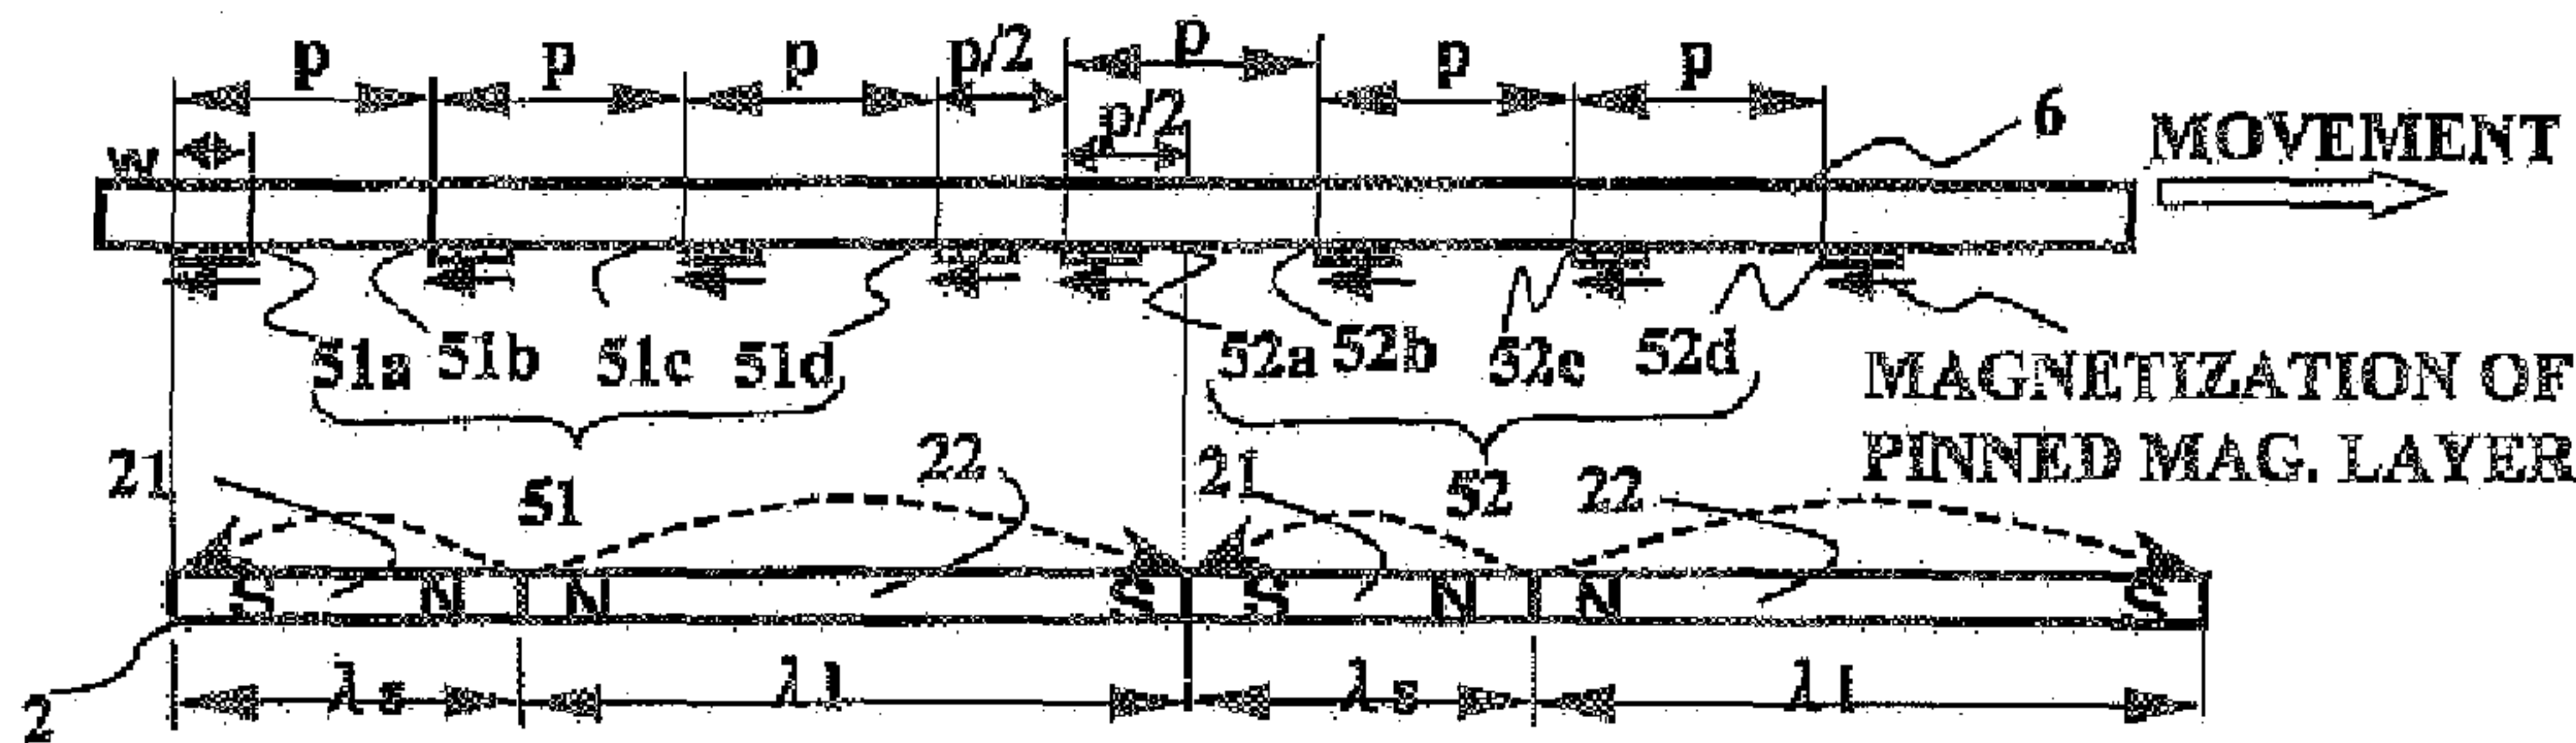 p p p p/2 p p p
p/2
w
6
MOVEMENT
51a 51b 51c 51d 52a 52b 52c 52d
MAGNETIZATION OF
PINNED MAG. LAYER
21 51 22 21 52 22
S N N S S N N S
λs λl λs λl
2